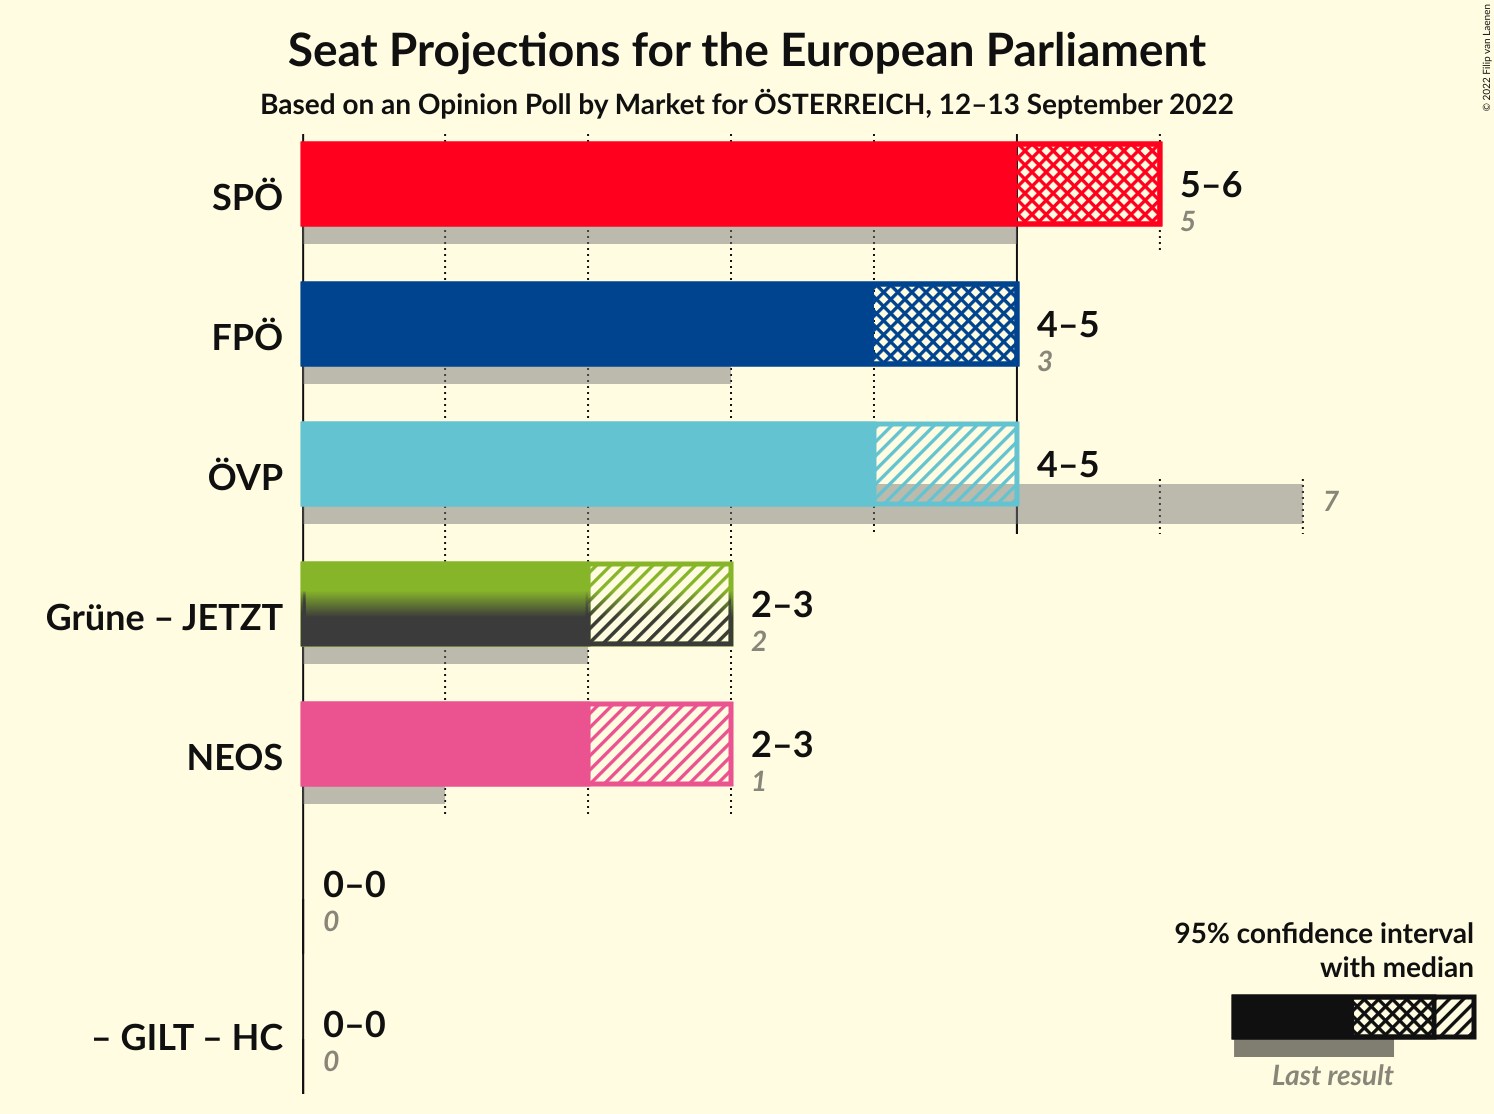 Seat Projections for the European Parliament
Based on an Opinion Poll by Market for ÖSTERREICH, 12–13 September 2022
© 2022 Filip van Laenen
SPÖ
5–6
5
FPÖ
4–5
3
ÖVP
4–5
7
Grüne – JETZT
2–3
2
NEOS
2–3
1
0–0
0
– GILT – HC
0–0
0
95% confidence interval
with median
Last result